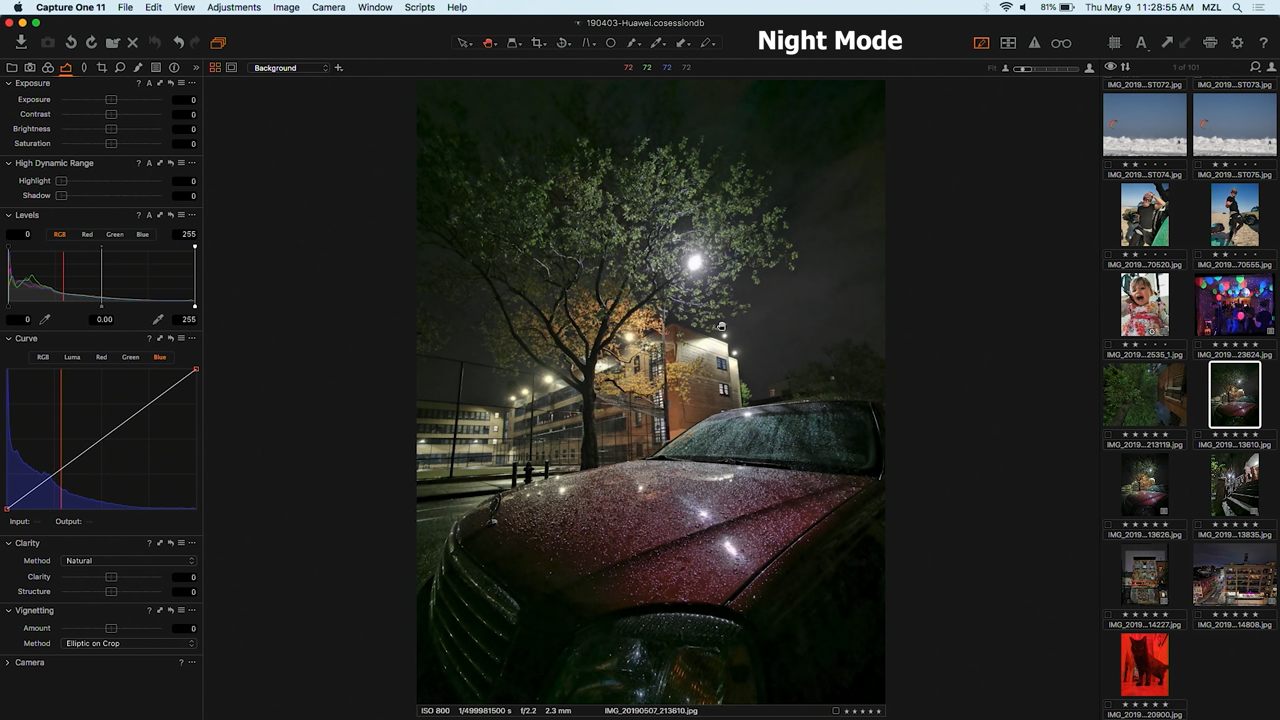 Capture One 11 File Edit View Adjustments Image Camera Window Scripts Help 81% Thu May 9 11:28:55 AM MZL
190403-Huawei.cosessiondb
Night Mode
Background
72 72 72 72
Fit
1 of 101
Exposure
Exposure 0
Contrast 0
Brightness 0
Saturation 0
High Dynamic Range
Highlight 0
Shadow 0
Levels
0 RGB Red Green Blue 255
0 0.00 255
Curve
RGB Luma Red Green Blue
Input: -- Output: --
Clarity
Method Natural
Clarity 0
Structure 0
Vignetting
Amount 0
Method Elliptic on Crop
Camera
ISO 800 1/499981500 s f/2.2 2.3 mm IMG_20190507_213610.jpg
IMG_2019...ST072.jpg IMG_2019...ST073.jpg
IMG_2019...ST074.jpg IMG_2019...ST075.jpg
IMG_2019...70520.jpg IMG_2019...70555.jpg
IMG_2019...2535_1.jpg IMG_2019...23624.jpg
IMG_2019...213119.jpg IMG_2019...13610.jpg
IMG_2019...13626.jpg IMG_2019...13835.jpg
IMG_2019...14227.jpg IMG_2019...14808.jpg
IMG_2019...20900.jpg